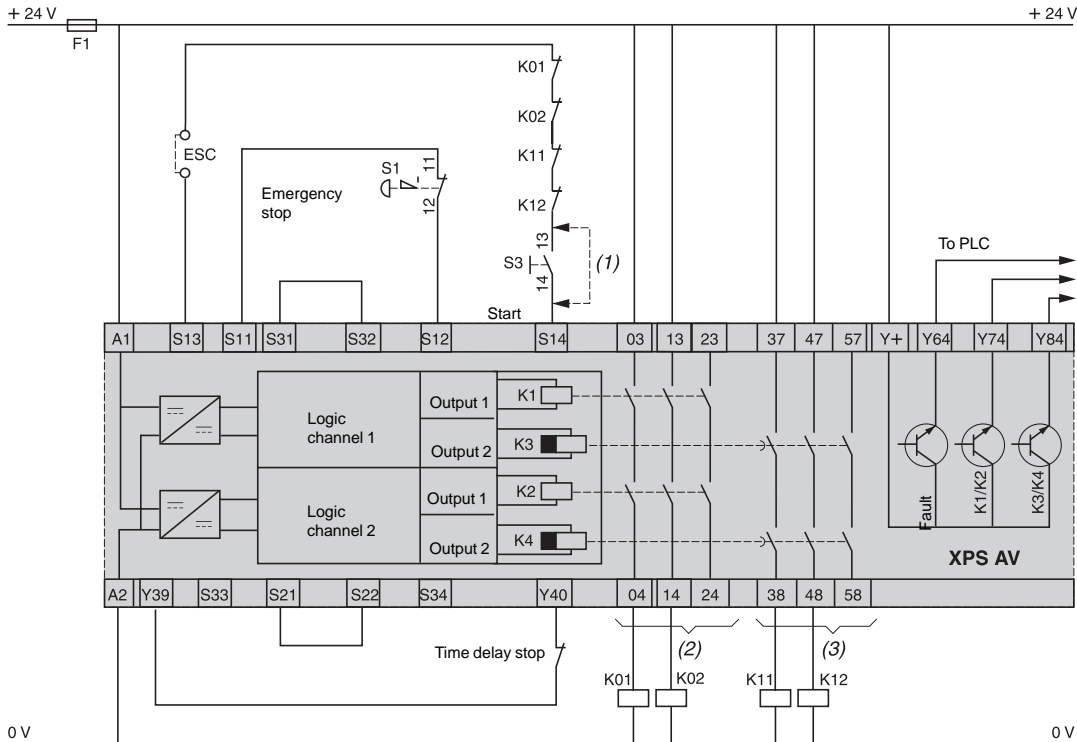 + 24 V
+ 24 V
F1
K01
K02
K11
K12
ESC
S1
11
12
Emergency
stop
13
S3
14
(1)
To PLC
Start
A1
S13
S11
S31
S32
S12
S14
03
13
23
37
47
57
Y+
Y64
Y74
Y84
Logic
channel 1
Output 1
K1
Output 2
K3
Logic
channel 2
Output 1
K2
Output 2
K4
Fault
K1/K2
K3/K4
XPS AV
A2
Y39
S33
S21
S22
S34
Y40
04
14
24
38
48
58
Time delay stop
(2)
(3)
K01
K02
K11
K12
0 V
0 V